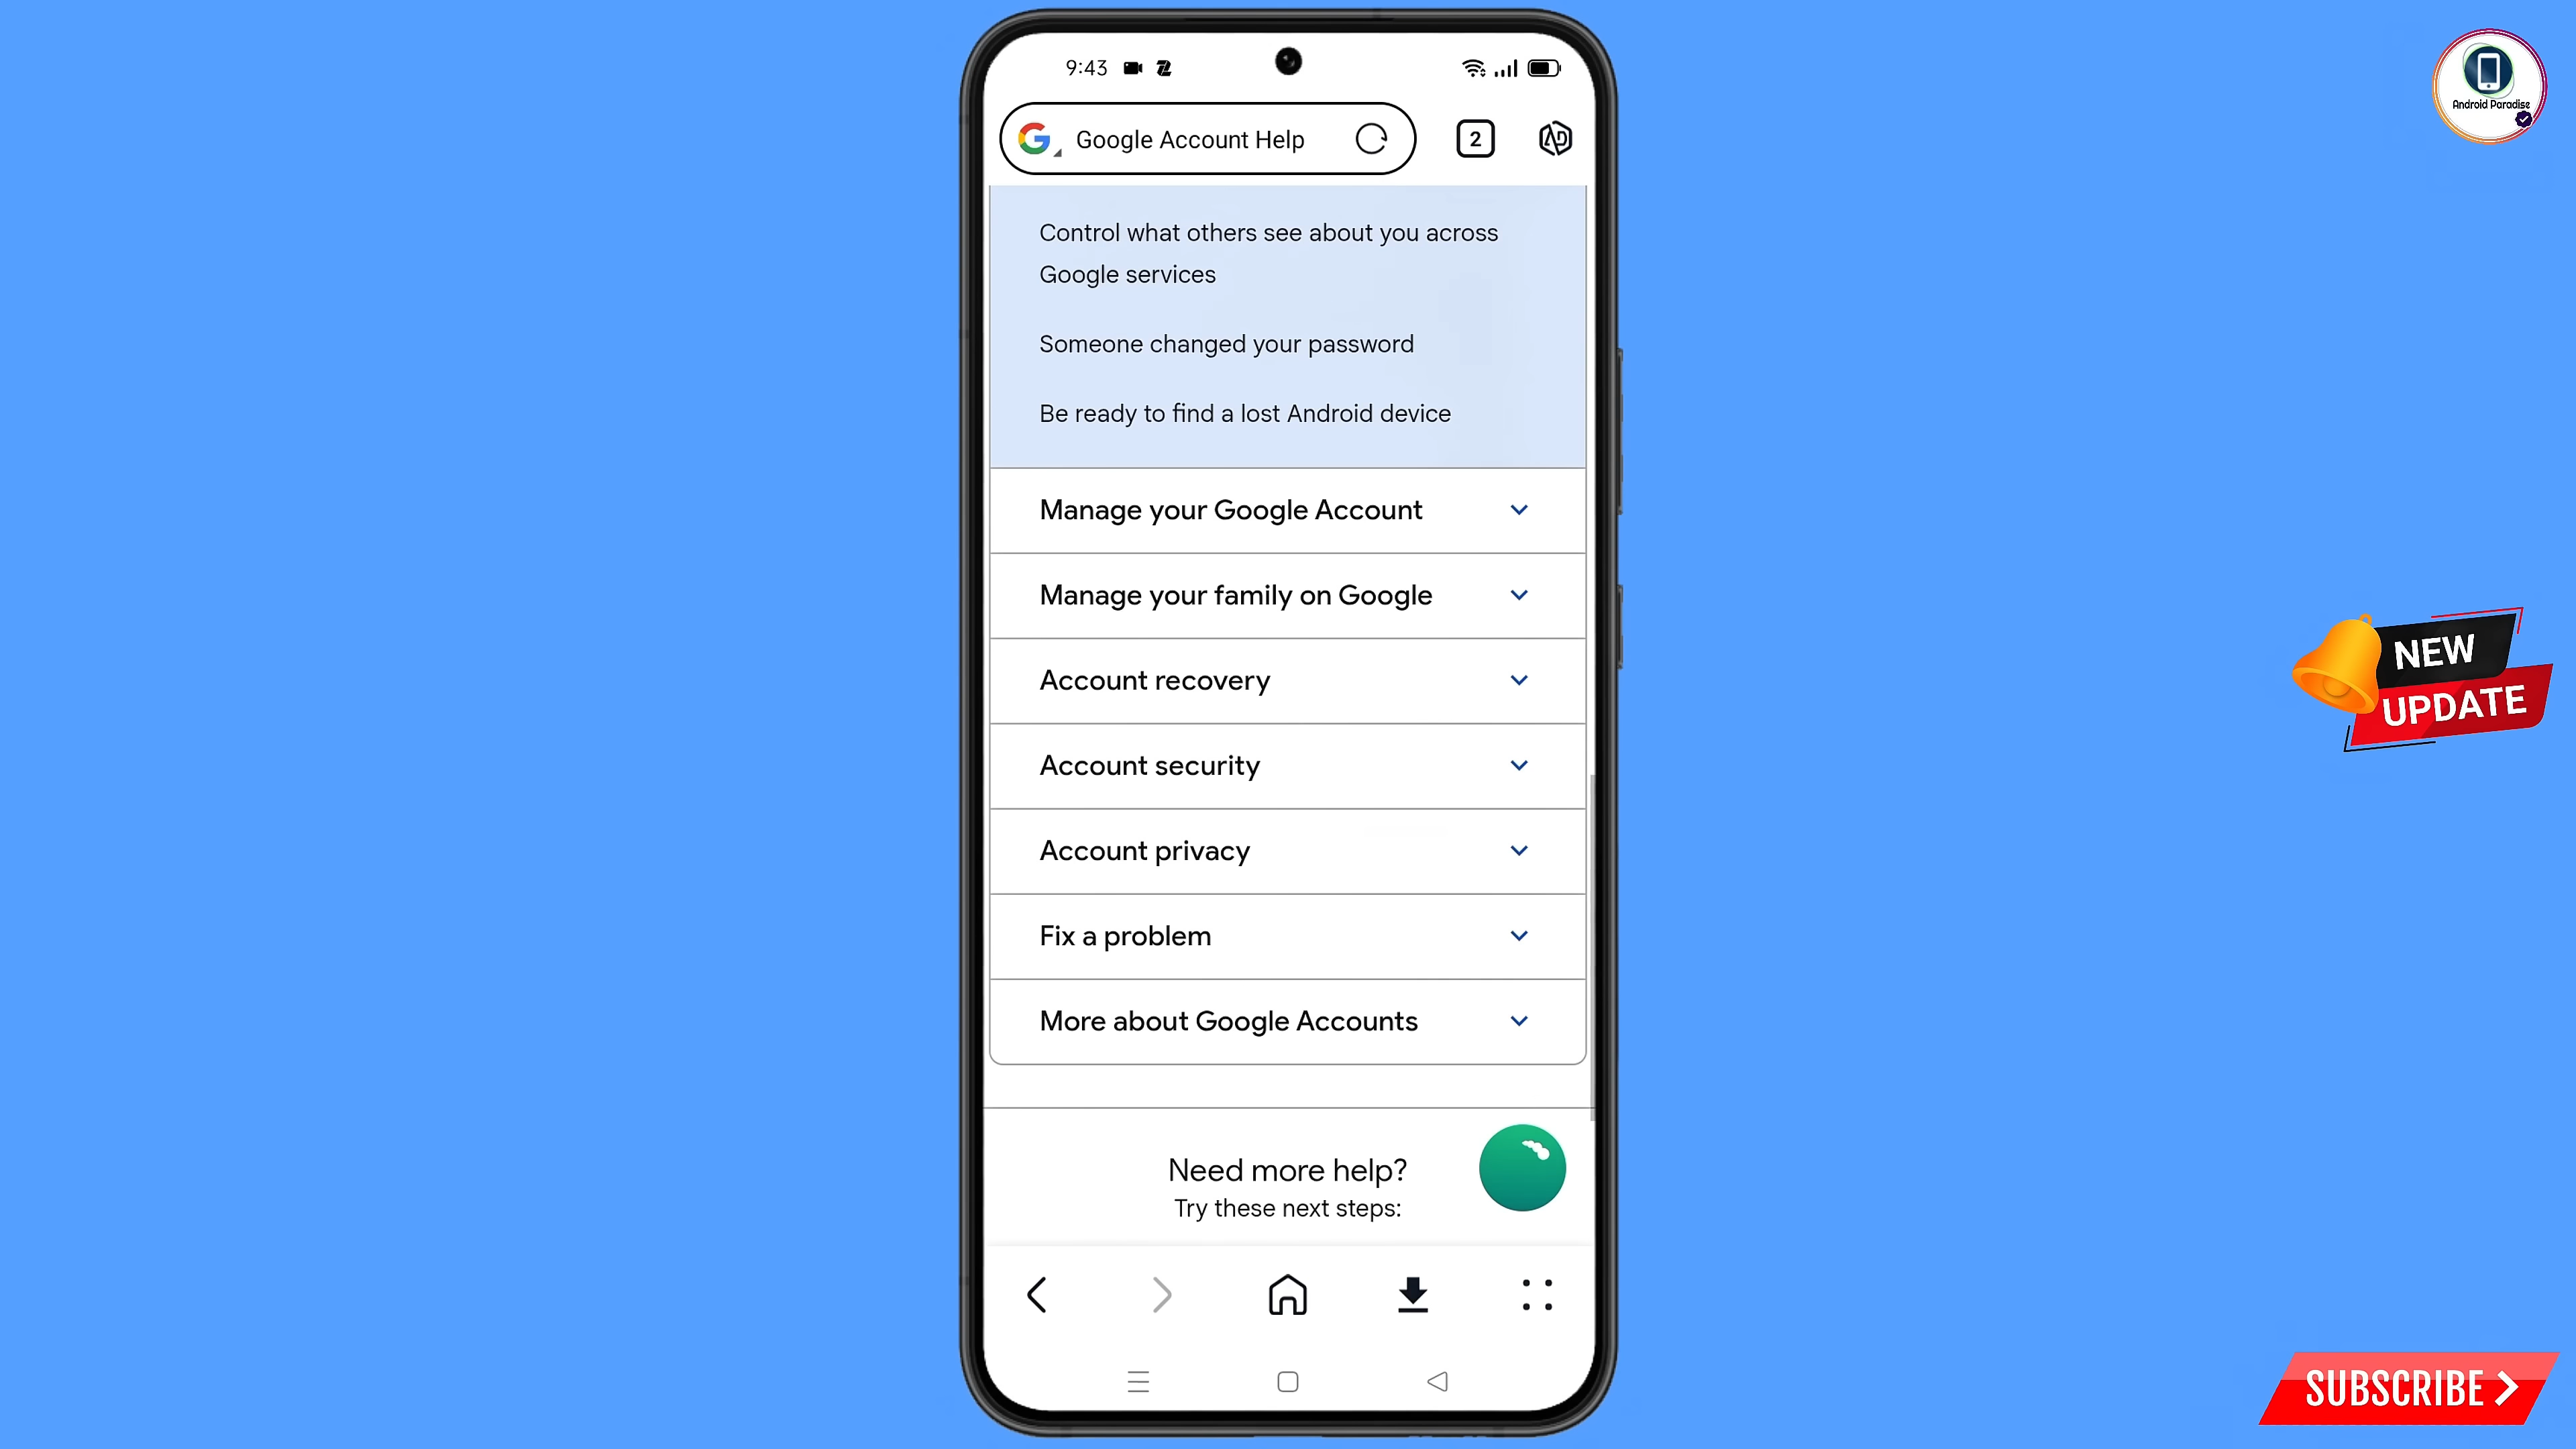 9:43
Google Account Help
2
Control what others see about you across
Google services
Someone changed your password
Be ready to find a lost Android device
Manage your Google Account
Manage your family on Google
Account recovery
Account security
Account privacy
Fix a problem
More about Google Accounts
Need more help?
Try these next steps:
Android Paradise
NEW
UPDATE
SUBSCRIBE